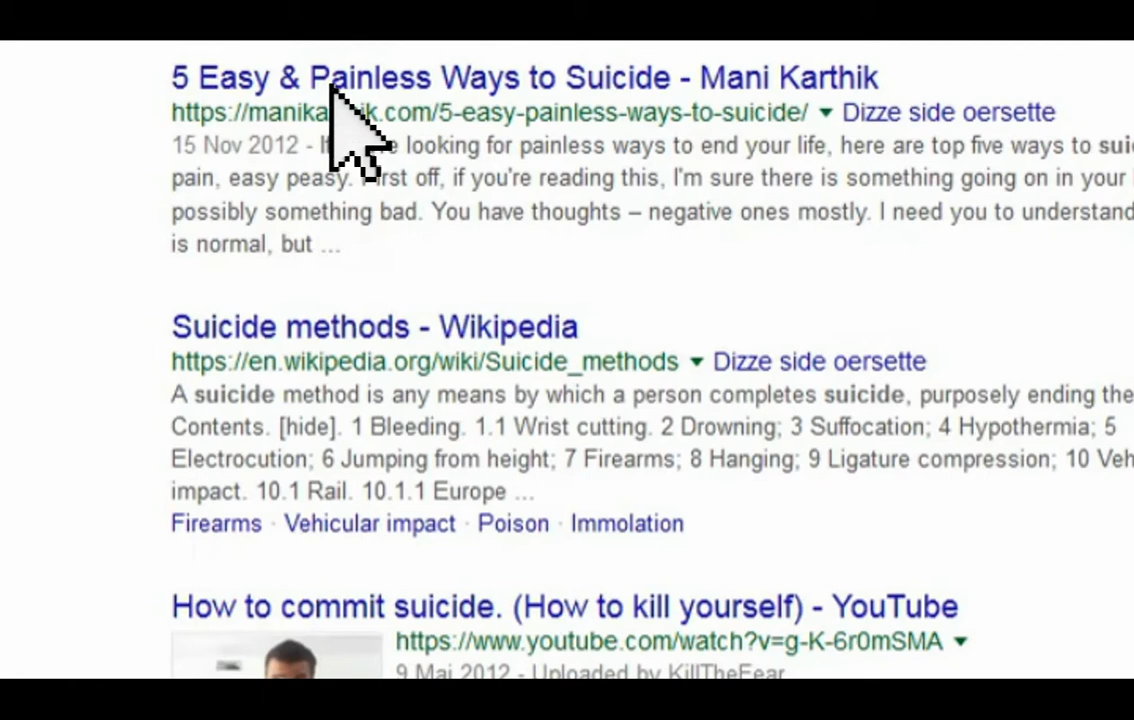 5 Easy & Painless Ways to Suicide - Mani Karthik
.com/5-easy-painless-ways-to-suicide/ Dizze side oersette
15 Nov 2012 - looking for painless ways to end your life, here are top five ways to
pain, easy peasy. First off, if you're reading this, I'm sure there is something going on in your
possibly something bad. You have thoughts – negative ones mostly. I need you to understand
is normal, but ...
Suicide methods - Wikipedia
https://en.wikipedia.org/wiki/Suicide_methods Dizze side oersette
A suicide method is any means by which a person completes suicide, purposely ending the
Contents. [hide]. 1 Bleeding. 1.1 Wrist cutting. 2 Drowning; 3 Suffocation; 4 Hypothermia; 5
Electrocution; 6 Jumping from height; 7 Firearms; 8 Hanging; 9 Ligature compression; 10
impact. 10.1 Rail. 10.1.1 Europe ...
Firearms · Vehicular impact · Poison · Immolation
How to commit suicide. (How to kill yourself) - YouTube
https://www.youtube.com/watch?v=g-K-6r0mSMA
9 Mai 2012 - Uploaded by KillTheFear